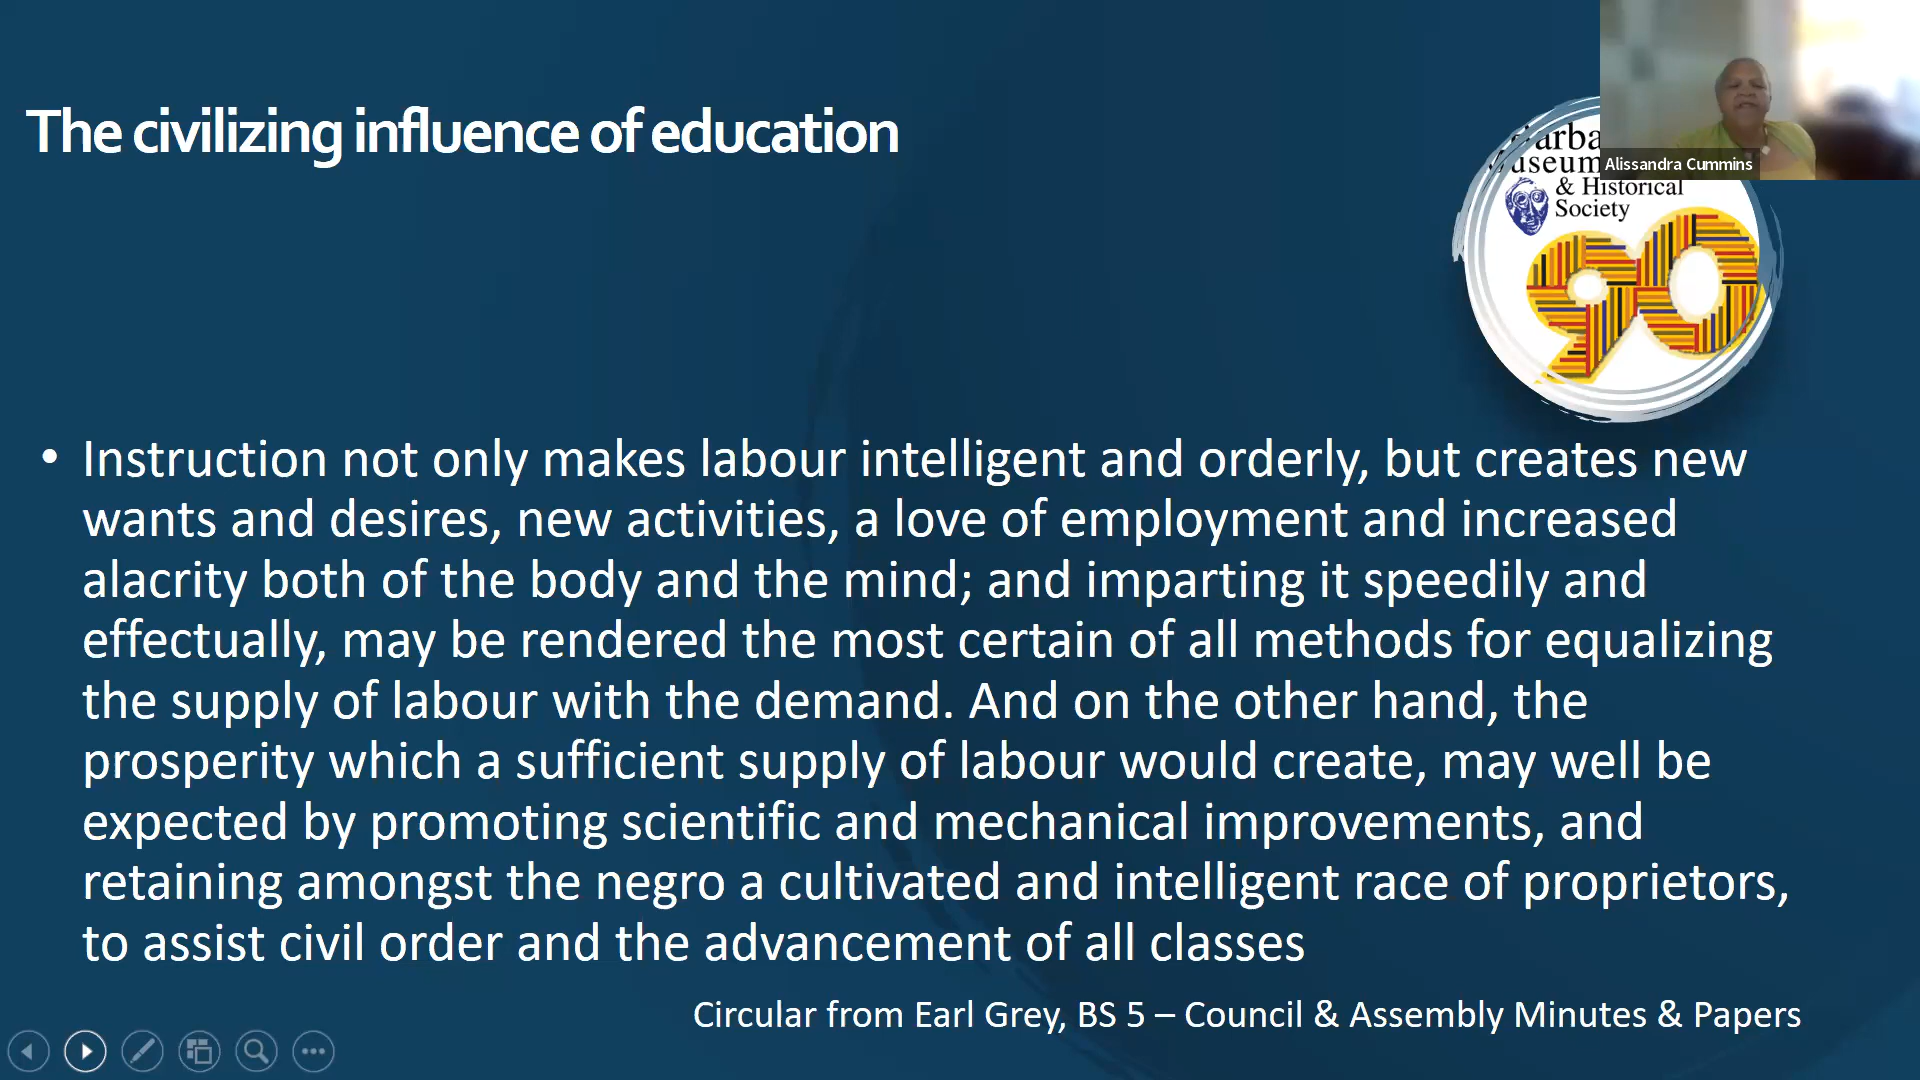 The civilizing influence of education
Alissandra Cummins
& Historical
Society
90
• Instruction not only makes labour intelligent and orderly, but creates new
wants and desires, new activities, a love of employment and increased
alacrity both of the body and the mind; and imparting it speedily and
effectually, may be rendered the most certain of all methods for equalizing
the supply of labour with the demand. And on the other hand, the
prosperity which a sufficient supply of labour would create, may well be
expected by promoting scientific and mechanical improvements, and
retaining amongst the negro a cultivated and intelligent race of proprietors,
to assist civil order and the advancement of all classes
Circular from Earl Grey, BS 5 – Council & Assembly Minutes & Papers